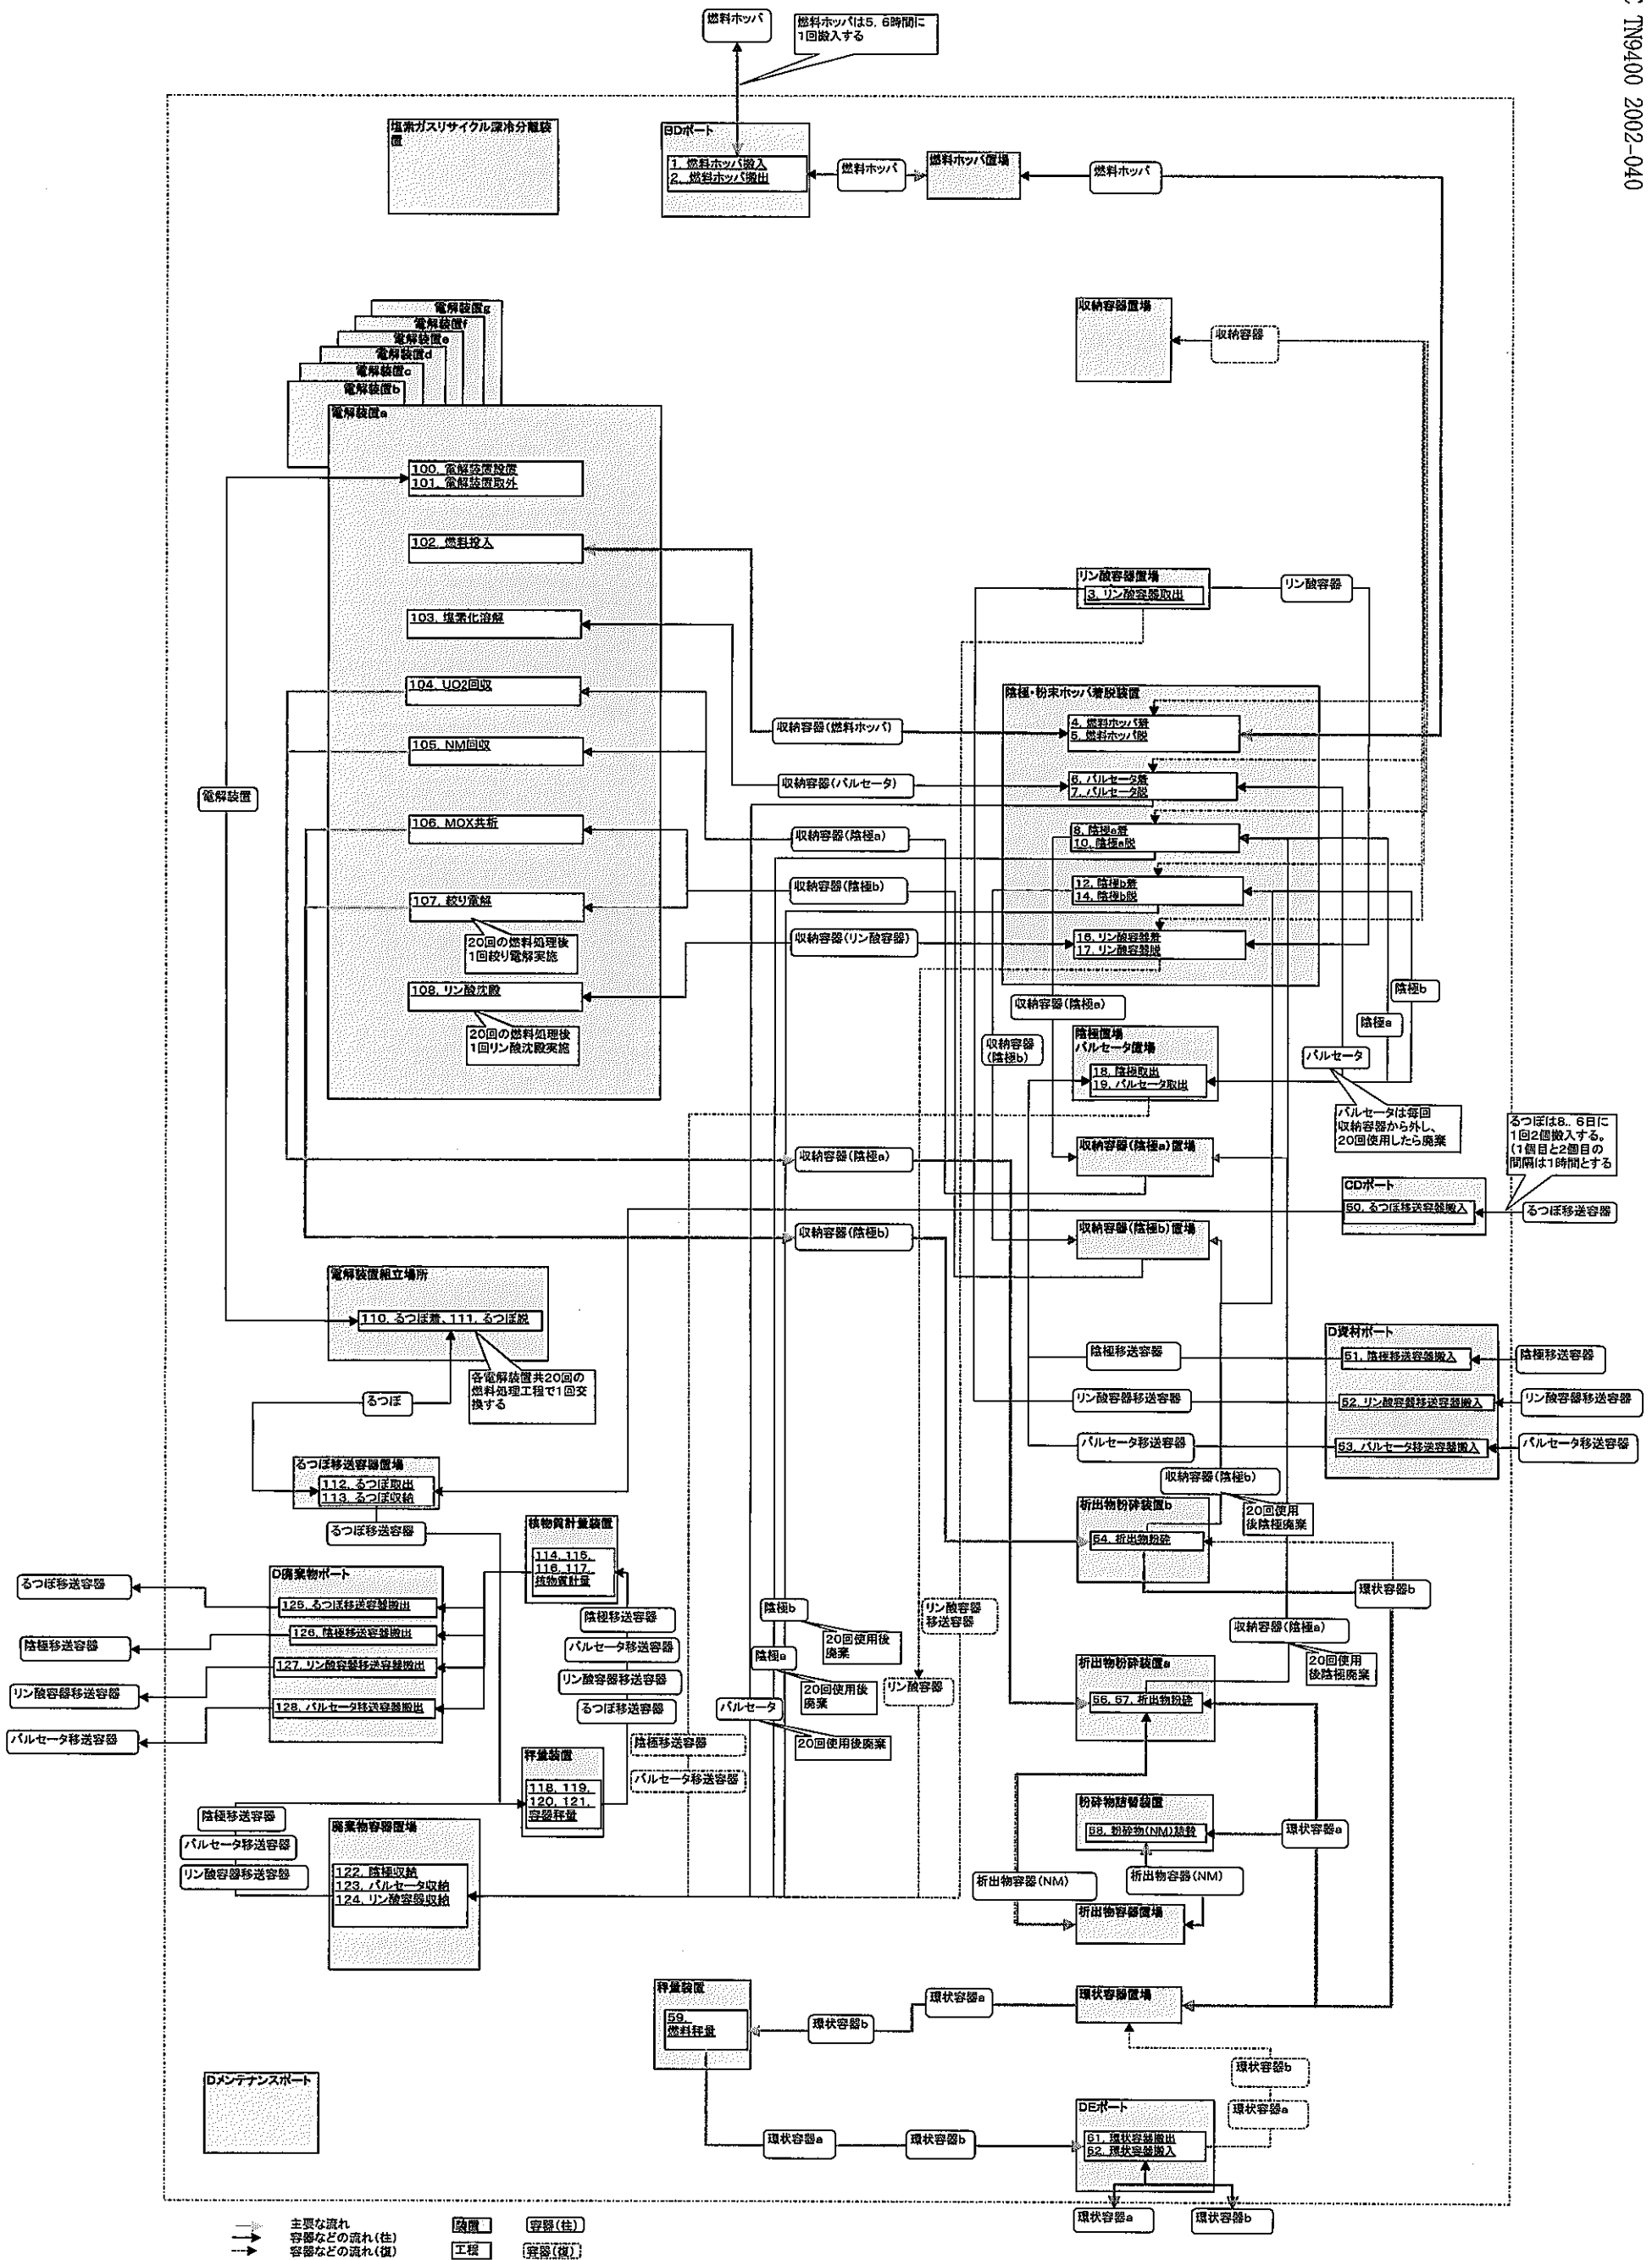 C TN9400 2002-040
燃料ホッパ
燃料ホッパは5. 6時間に
1回搬入する
塩素ガスリサイクル深冷分離装
置
BDポート
1. 燃料ホッパ搬入
2. 燃料ホッパ搬出
燃料ホッパ
燃料ホッパ置場
燃料ホッパ
電解装置g
電解装置f
電解装置e
電解装置d
電解装置c
電解装置b
電解装置a
収納容器置場
収納容器
100. 電解装置設置
101. 電解装置取外
102. 燃料投入
103. 塩素化溶解
104. UO2回収
105. NM回収
106. MOX共析
107. 絞り電解
20回の燃料処理後
1回絞り電解実施
108. リン酸沈殿
20回の燃料処理後
1回リン酸沈殿実施
電解装置
リン酸容器置場
3. リン酸容器取出
リン酸容器
陰極・粉末ホッパ着脱装置
4. 燃料ホッパ着
5. 燃料ホッパ脱
6. パルセータ着
7. パルセータ脱
8. 陰極a着
10. 陰極a脱
12. 陰極b着
14. 陰極b脱
16. リン酸容器着
17. リン酸容器脱
収納容器(燃料ホッパ)
収納容器(パルセータ)
収納容器(陰極a)
収納容器(陰極b)
収納容器(リン酸容器)
収納容器(陰極a)
収納容器
(陰極b)
陰極b
陰極a
パルセータ
陰極置場
パルセータ置場
18. 陰極取出
19. パルセータ取出
パルセータは毎回
収納容器から外し、
20回使用したら廃棄
るつぼは8. 6日に
1回2個搬入する。
(1個目と2個目の
間隔は1時間とする
収納容器(陰極a)
収納容器(陰極a)置場
CDポート
50. るつぼ移送容器搬入
るつぼ移送容器
収納容器(陰極b)
収納容器(陰極b)置場
電解装置組立場所
110. るつぼ着、111. るつぼ脱
各電解装置共20回の
燃料処理工程で1回交
換する
るつぼ
D資材ポート
51. 陰極移送容器搬入
52. リン酸容器移送容器搬入
53. パルセータ移送容器搬入
陰極移送容器
リン酸容器移送容器
パルセータ移送容器
陰極移送容器
リン酸容器移送容器
パルセータ移送容器
るつぼ移送容器置場
112. るつぼ取出
113. るつぼ収納
るつぼ移送容器
収納容器(陰極b)
20回使用
後陰極廃棄
析出物粉砕装置b
54. 析出物粉砕
環状容器b
核物質計量装置
114. 115.
116. 117.
核物質計量
D廃棄物ポート
125. るつぼ移送容器搬出
126. 陰極移送容器搬出
127. リン酸容器移送容器搬出
128. パルセータ移送容器搬出
るつぼ移送容器
陰極移送容器
リン酸容器移送容器
パルセータ移送容器
陰極移送容器
パルセータ移送容器
リン酸容器移送容器
るつぼ移送容器
陰極移送容器
パルセータ移送容器
陰極b
20回使用後
廃棄
陰極a
20回使用後
廃棄
パルセータ
20回使用後廃棄
リン酸容器
移送容器
リン酸容器
収納容器(陰極a)
20回使用
後陰極廃棄
析出物粉砕装置a
56. 57. 析出物粉砕
粉砕物詰替装置
58. 粉砕物(NM)詰替
環状容器a
析出物容器(NM)
析出物容器(NM)
析出物容器置場
秤量装置
118. 119.
120. 121.
容器秤量
陰極移送容器
パルセータ移送容器
リン酸容器移送容器
廃棄物容器置場
122. 陰極収納
123. パルセータ収納
124. リン酸容器収納
秤量装置
59.
燃料秤量
環状容器b
環状容器a
環状容器置場
環状容器b
環状容器a
Dメンテナンスポート
環状容器a
環状容器b
DEポート
61. 環状容器搬出
62. 環状容器搬入
環状容器a
環状容器b
主要な流れ
容器などの流れ(往)
容器などの流れ(復)
装置
工程
容器(往)
容器(復)